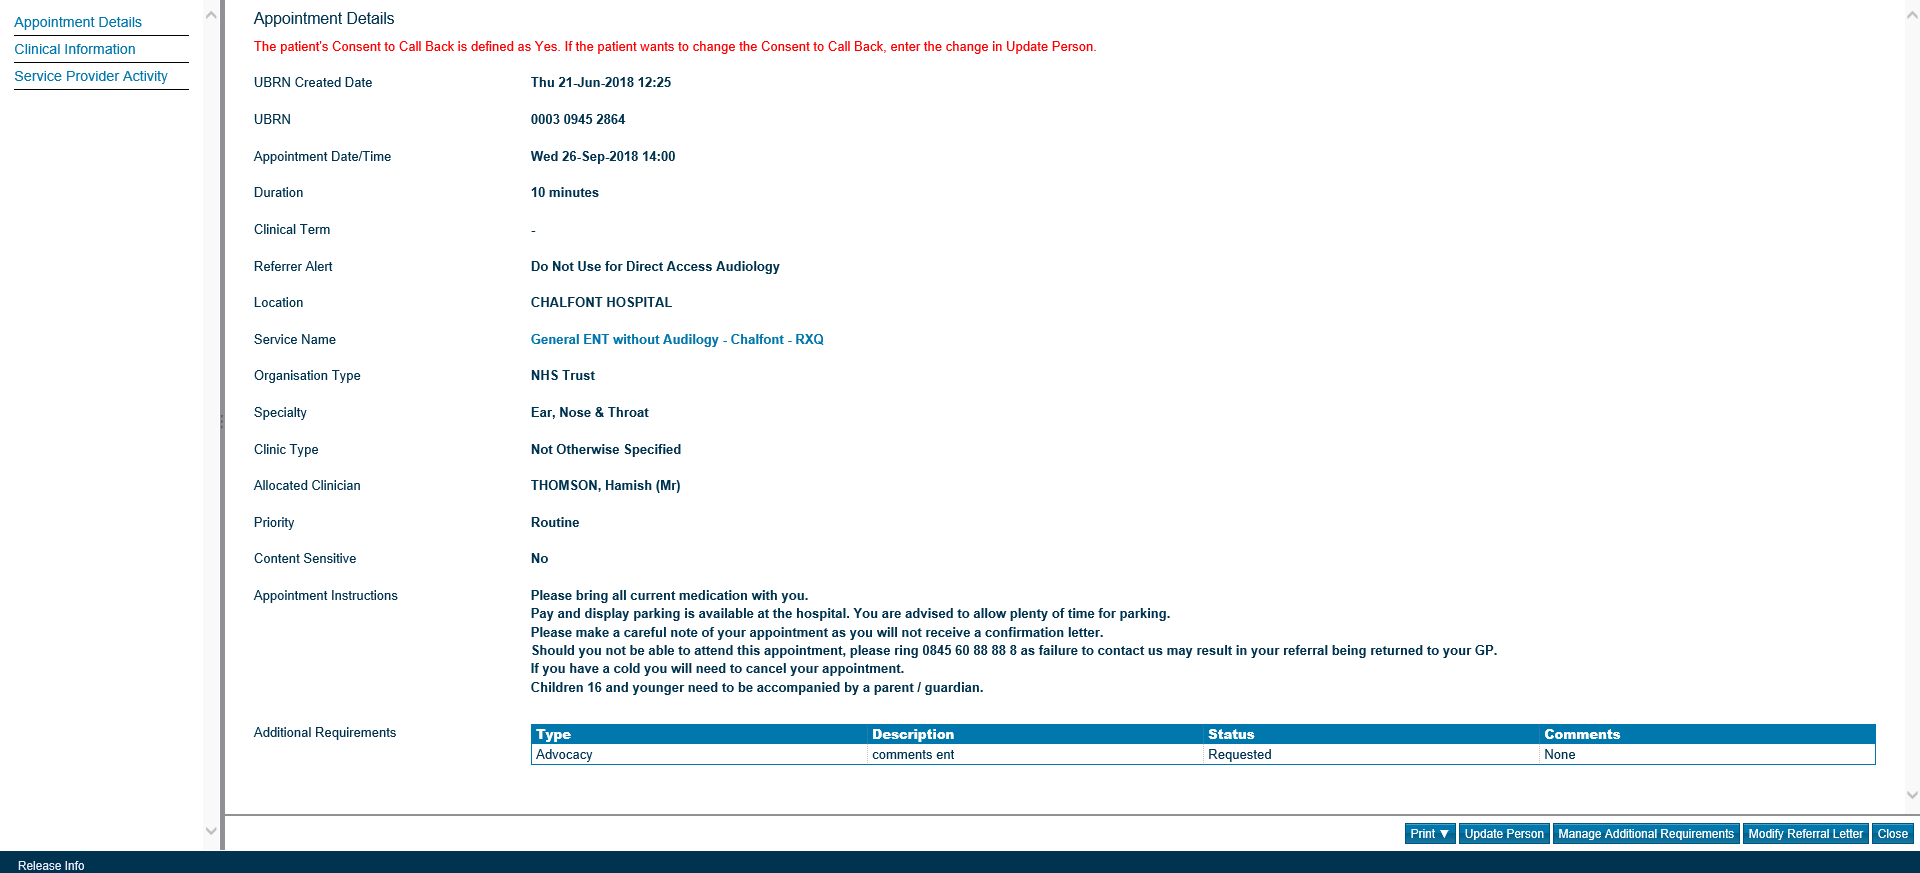 Appointment Details
Clinical Information
Service Provider Activity
Appointment Details
The patient's Consent to Call Back is defined as Yes. If the patient wants to change the Consent to Call Back, enter the change in Update Person.
UBRN Created Date Thu 21-Jun-2018 12:25
UBRN 0003 0945 2864
Appointment Date/Time Wed 26-Sep-2018 14:00
Duration 10 minutes
Clinical Term -
Referrer Alert Do Not Use for Direct Access Audiology
Location CHALFONT HOSPITAL
Service Name General ENT without Audilogy - Chalfont - RXQ
Organisation Type NHS Trust
Specialty Ear, Nose & Throat
Clinic Type Not Otherwise Specified
Allocated Clinician THOMSON, Hamish (Mr)
Priority Routine
Content Sensitive No
Appointment Instructions Please bring all current medication with you.
Pay and display parking is available at the hospital. You are advised to allow plenty of time for parking.
Please make a careful note of your appointment as you will not receive a confirmation letter.
Should you not be able to attend this appointment, please ring 0845 60 88 88 8 as failure to contact us may result in your referral being returned to your GP.
If you have a cold you will need to cancel your appointment.
Children 16 and younger need to be accompanied by a parent / guardian.
Additional Requirements Type Description Status Comments
Advocacy comments ent Requested None
Print ▼ Update Person Manage Additional Requirements Modify Referral Letter Close
Release Info